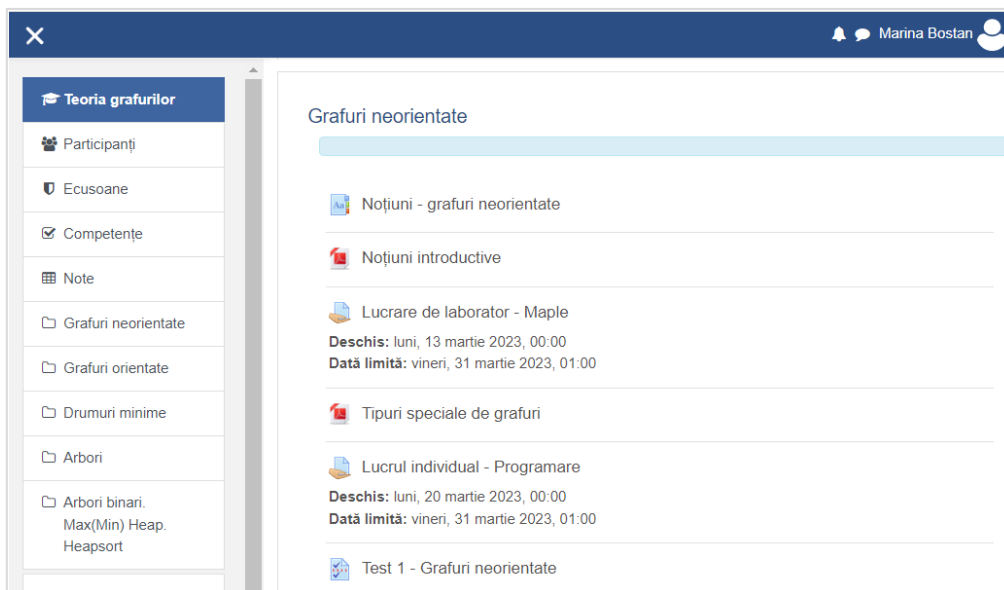 Marina Bostan
Teoria grafurilor
Participanți
Ecusoane
Competențe
Note
Grafuri neorientate
Grafuri orientate
Drumuri minime
Arbori
Arbori binari.
Max(Min) Heap.
Heapsort
Grafuri neorientate
Noțiuni - grafuri neorientate
Noțiuni introductive
Lucrare de laborator - Maple
Deschis: luni, 13 martie 2023, 00:00
Dată limită: vineri, 31 martie 2023, 01:00
Tipuri speciale de grafuri
Lucrul individual - Programare
Deschis: luni, 20 martie 2023, 00:00
Dată limită: vineri, 31 martie 2023, 01:00
Test 1 - Grafuri neorientate